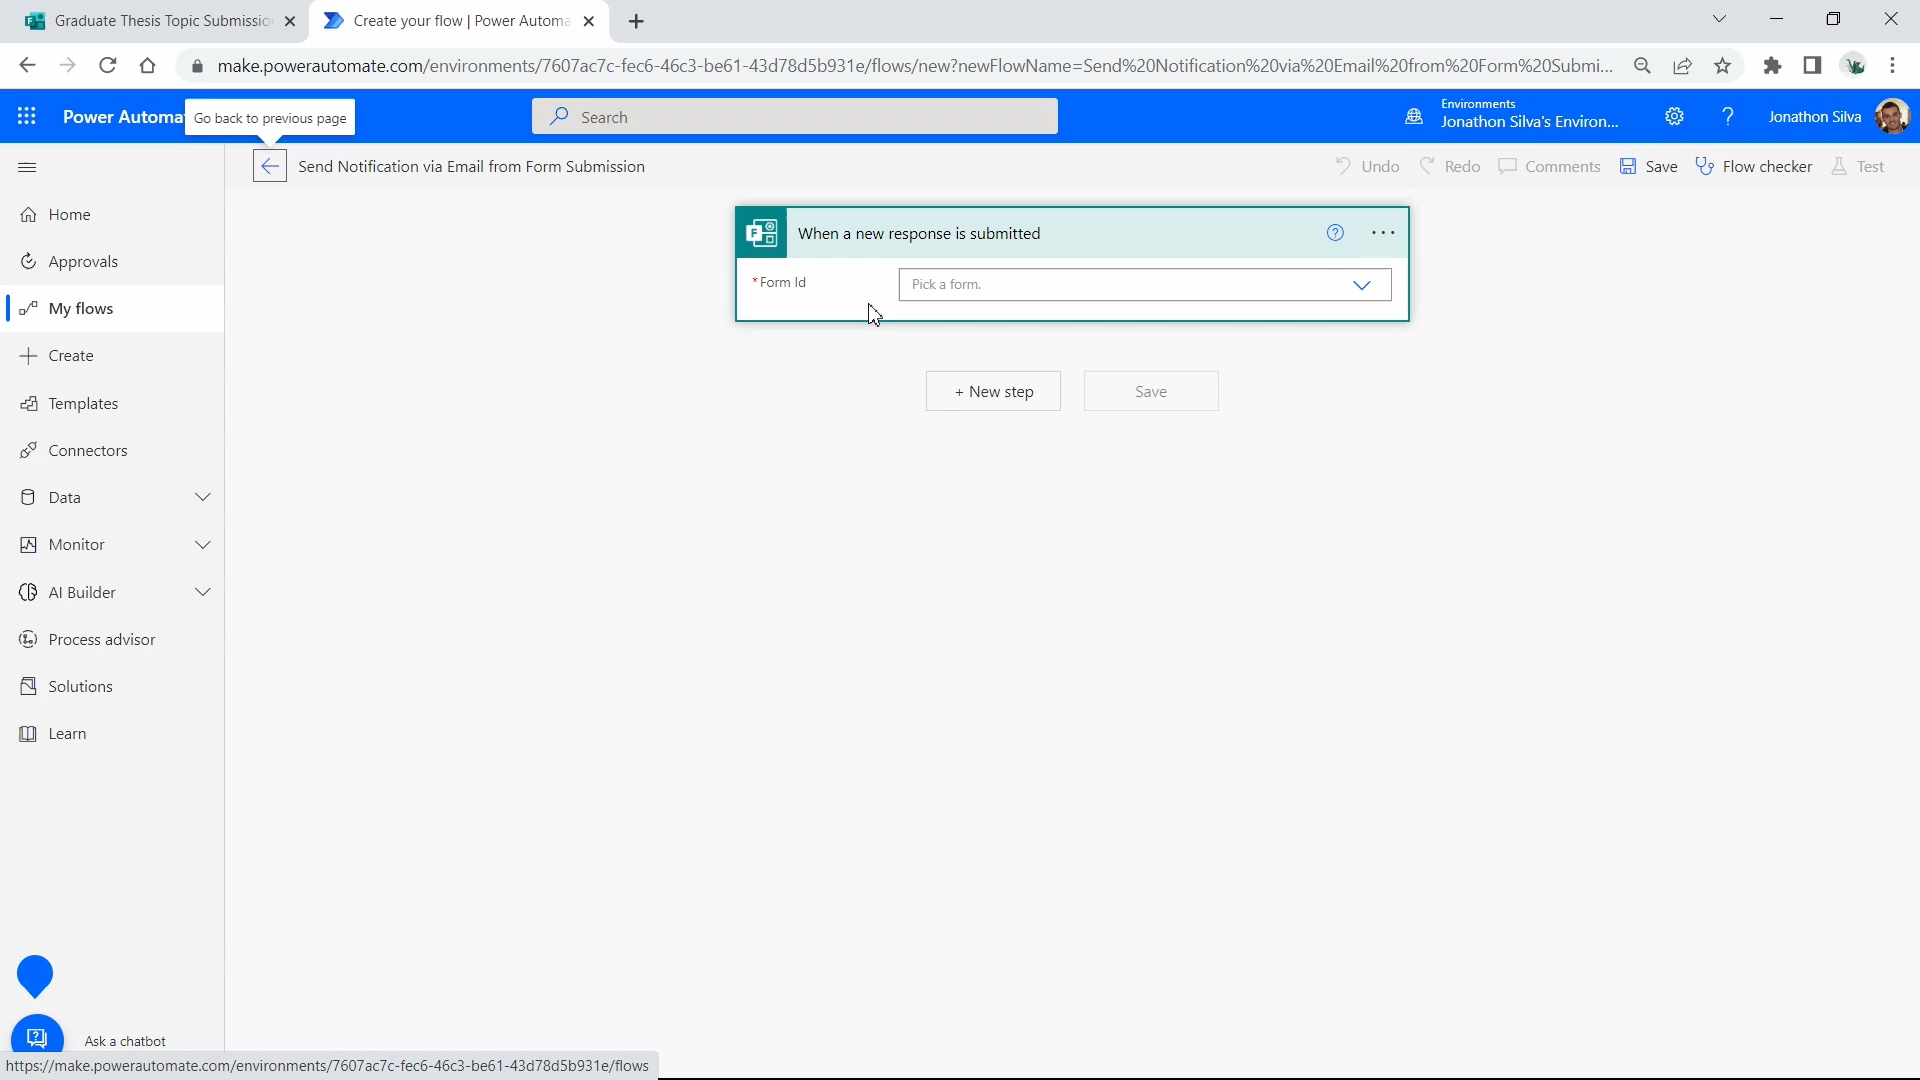 Graduate Thesis Topic Submissio
Create your flow | Power Automa
make.powerautomate.com/environments/7607ac7c-fec6-46c3-be61-43d78d5b931e/flows/new?newFlowName=Send%20Notification%20via%20Email%20from%20Form%20Submi...
Power Automa
Go back to previous page
Search
Environments
Jonathon Silva's Environ...
?
Jonathon Silva
Send Notification via Email from Form Submission
Undo
Redo
Comments
Save
Flow checker
Test
Home
Approvals
My flows
Create
Templates
Connectors
Data
Monitor
AI Builder
Process advisor
Solutions
Learn
When a new response is submitted
?
* Form Id
Pick a form.
+ New step
Save
Ask a chatbot
https://make.powerautomate.com/environments/7607ac7c-fec6-46c3-be61-43d78d5b931e/flows